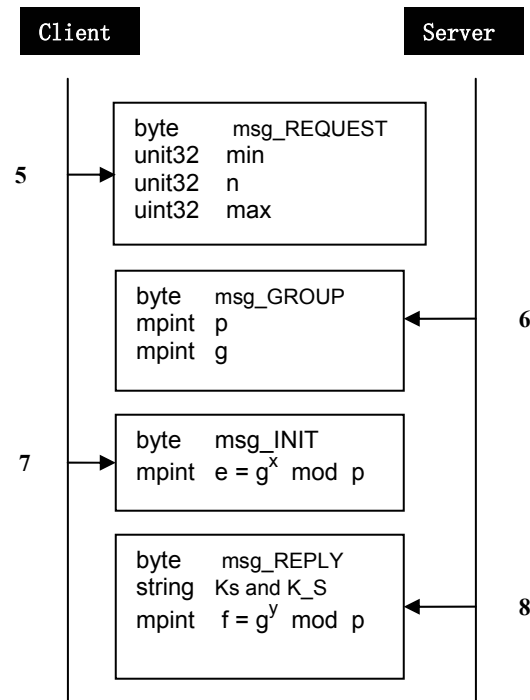 Client
Server
5
byte msg_REQUEST
unit32 min
unit32 n
uint32 max
byte msg_GROUP
mpint p
mpint g
6
7
byte msg_INIT
mpint e = g^x mod p
byte msg_REPLY
string Ks and K_S
mpint f = g^y mod p
8